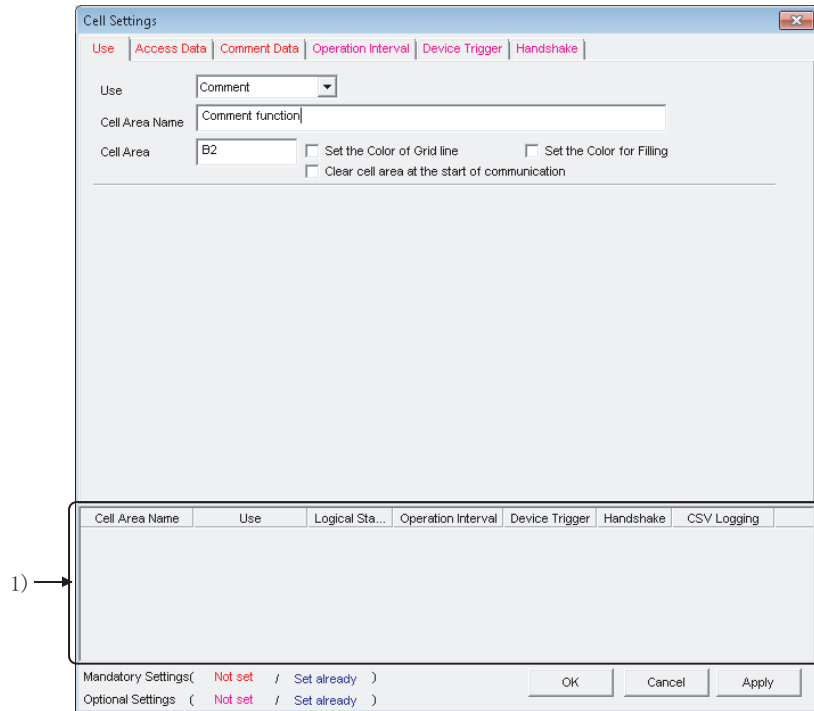 Cell Settings
Use Access Data Comment Data Operation Interval Device Trigger Handshake
Use Comment
Cell Area Name Comment function
Cell Area B2 Set the Color of Grid line Set the Color for Filling
Clear cell area at the start of communication
Cell Area Name Use Logical Sta... Operation Interval Device Trigger Handshake CSV Logging
1)
Mandatory Settings( Not set / Set already ) OK Cancel Apply
Optional Settings ( Not set / Set already )